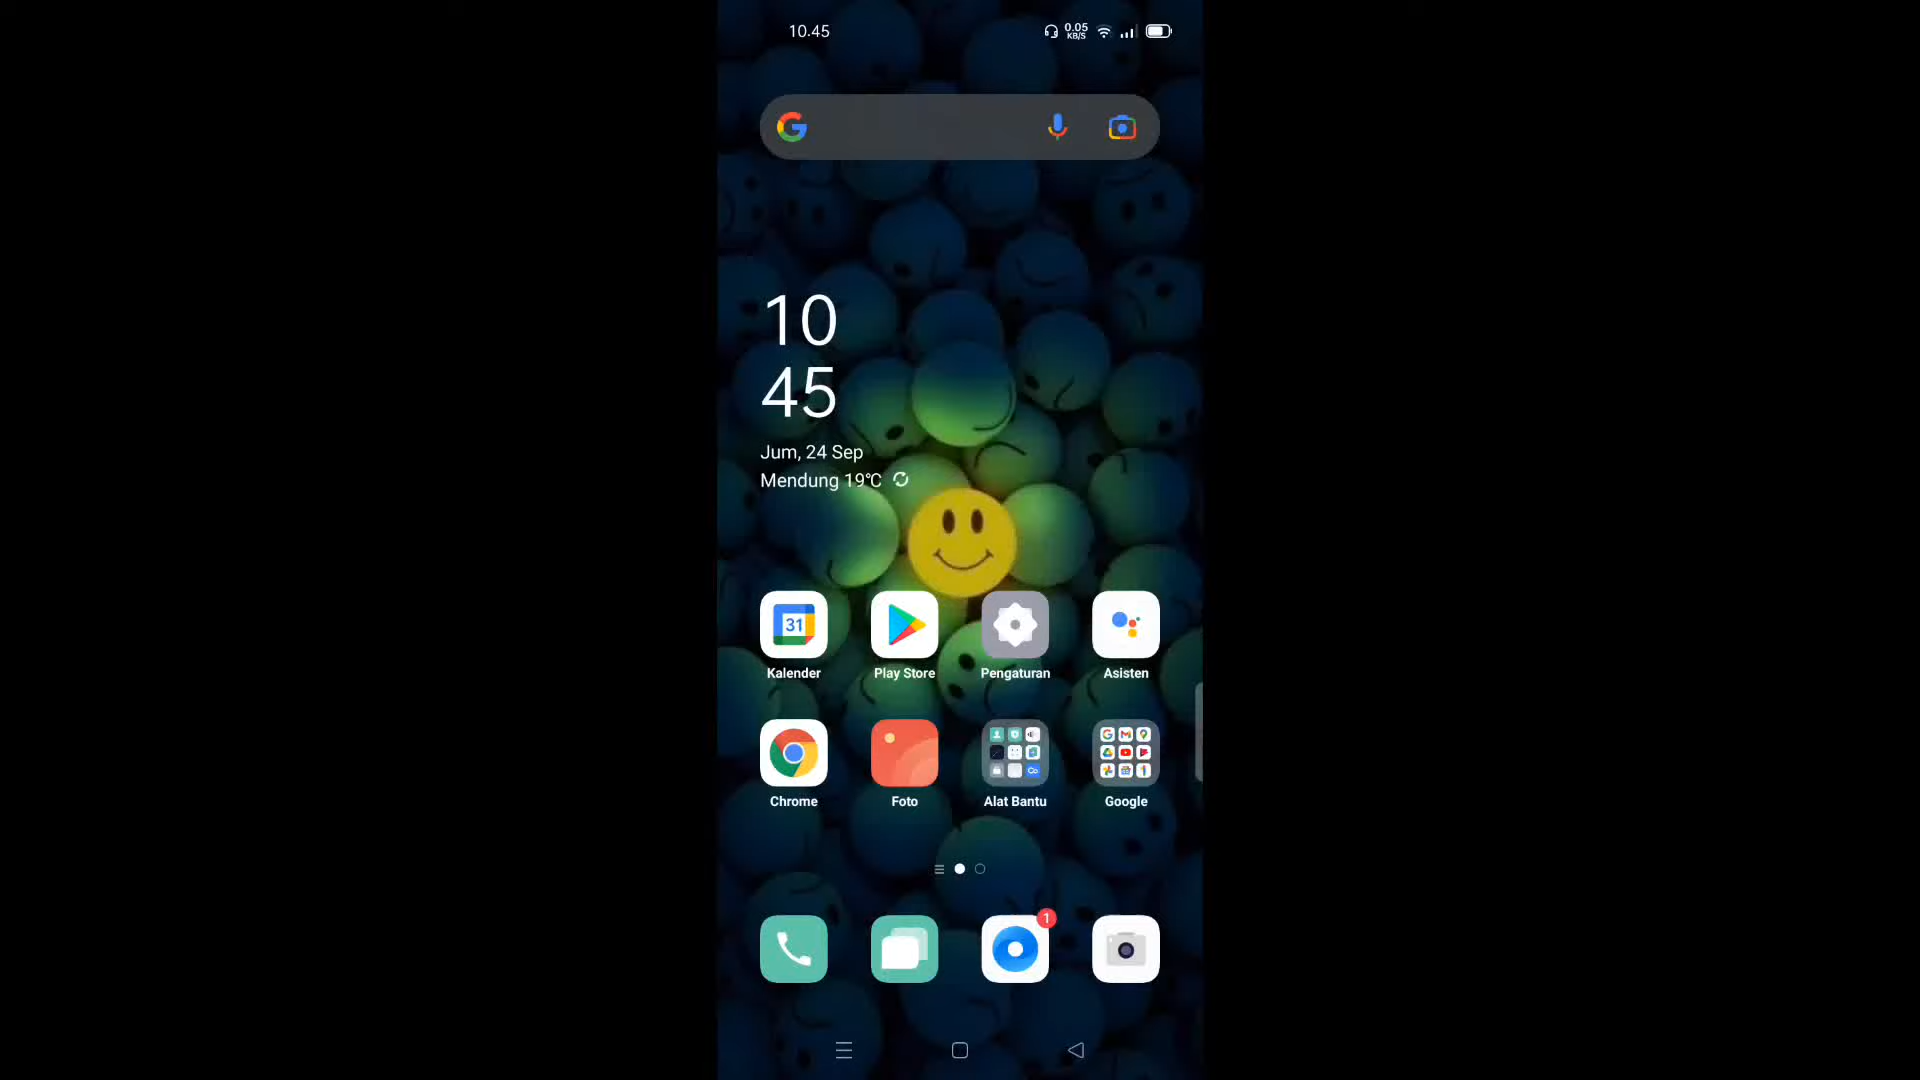 10.45
0.05
KB/S
10
45
Jum, 24 Sep
Mendung 19°C
31
Kalender
Play Store
Pengaturan
Asisten
Chrome
Foto
Alat Bantu
Google
1